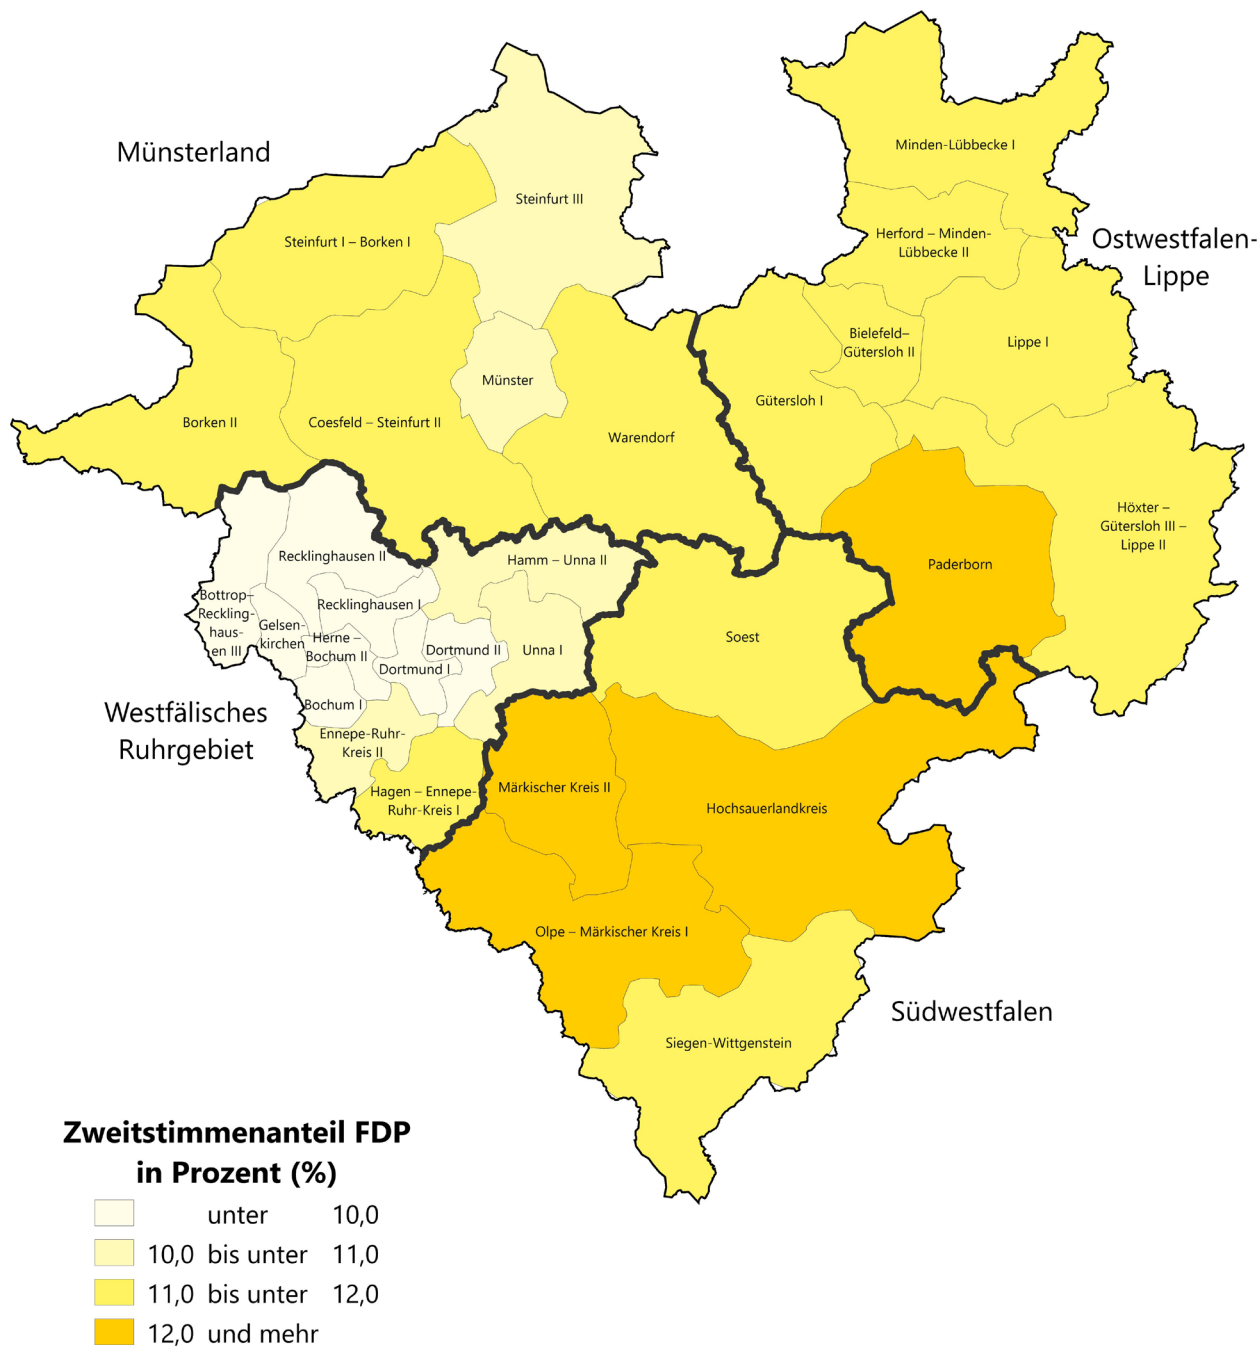 Münsterland
Minden-Lübbecke I
Steinfurt III
Steinfurt I – Borken I
Herford – Minden-
Lübbecke II
Ostwestfalen-
Lippe
Bielefeld–
Gütersloh II
Lippe I
Münster
Gütersloh I
Borken II
Coesfeld – Steinfurt II
Warendorf
Höxter –
Gütersloh III –
Lippe II
Recklinghausen II
Hamm – Unna II
Paderborn
Bottrop–
Reckling-
haus-
en III
Recklinghausen I
Gelsen-
kirchen
Herne –
Bochum II
Dortmund II
Dortmund I
Unna I
Soest
Bochum I
Westfälisches
Ruhrgebiet
Ennepe-Ruhr-
Kreis II
Hagen – Ennepe-
Ruhr-Kreis I
Märkischer Kreis II
Hochsauerlandkreis
Olpe – Märkischer Kreis I
Südwestfalen
Siegen-Wittgenstein
Zweitstimmenanteil FDP
in Prozent (%)
unter 10,0
10,0 bis unter 11,0
11,0 bis unter 12,0
12,0 und mehr